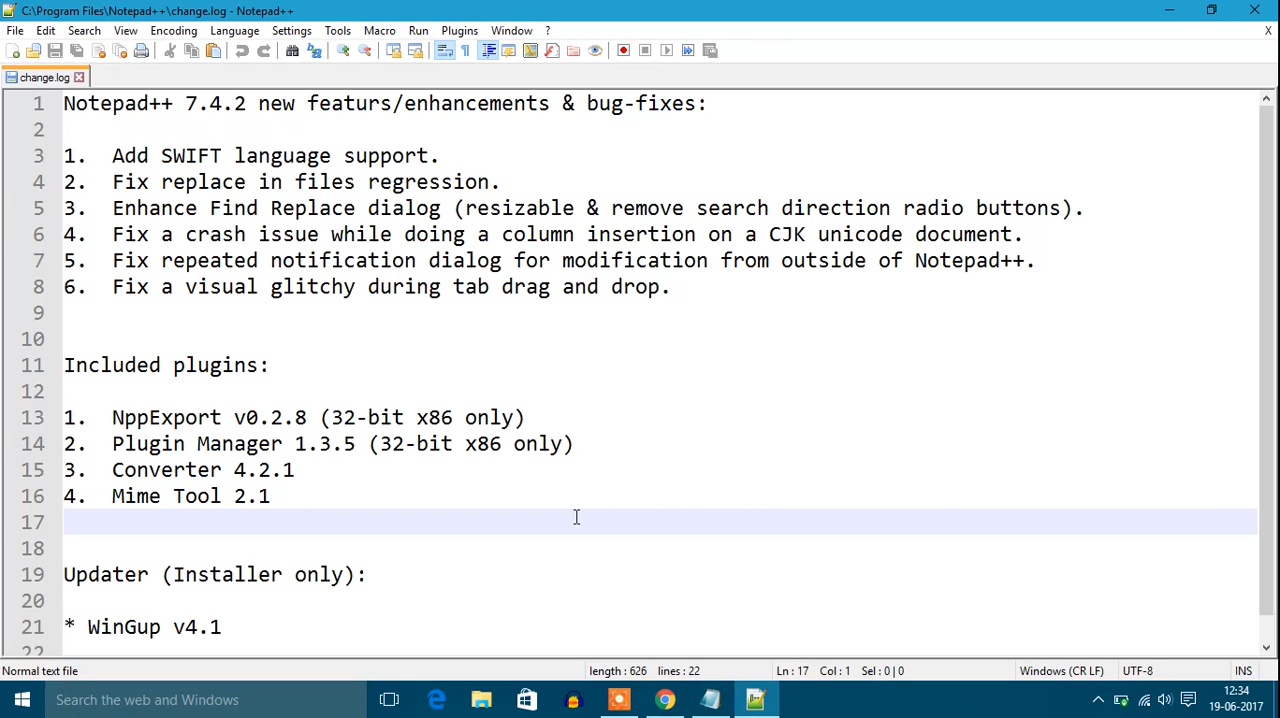 C:\Program Files\Notepad++\change.log - Notepad++
File Edit Search View Encoding Language Settings Tools Macro Run Plugins Window ? X
change.log
1 Notepad++ 7.4.2 new featurs/enhancements & bug-fixes:
2
3 1. Add SWIFT language support.
4 2. Fix replace in files regression.
5 3. Enhance Find Replace dialog (resizable & remove search direction radio buttons).
6 4. Fix a crash issue while doing a column insertion on a CJK unicode document.
7 5. Fix repeated notification dialog for modification from outside of Notepad++.
8 6. Fix a visual glitchy during tab drag and drop.
9
10
11 Included plugins:
12
13 1. NppExport v0.2.8 (32-bit x86 only)
14 2. Plugin Manager 1.3.5 (32-bit x86 only)
15 3. Converter 4.2.1
16 4. Mime Tool 2.1
17
18
19 Updater (Installer only):
20
21 * WinGup v4.1
22
Normal text file length : 626 lines : 22 Ln : 17 Col : 1 Sel : 0 | 0 Windows (CR LF) UTF-8 INS
Search the web and Windows
12:34
19-06-2017